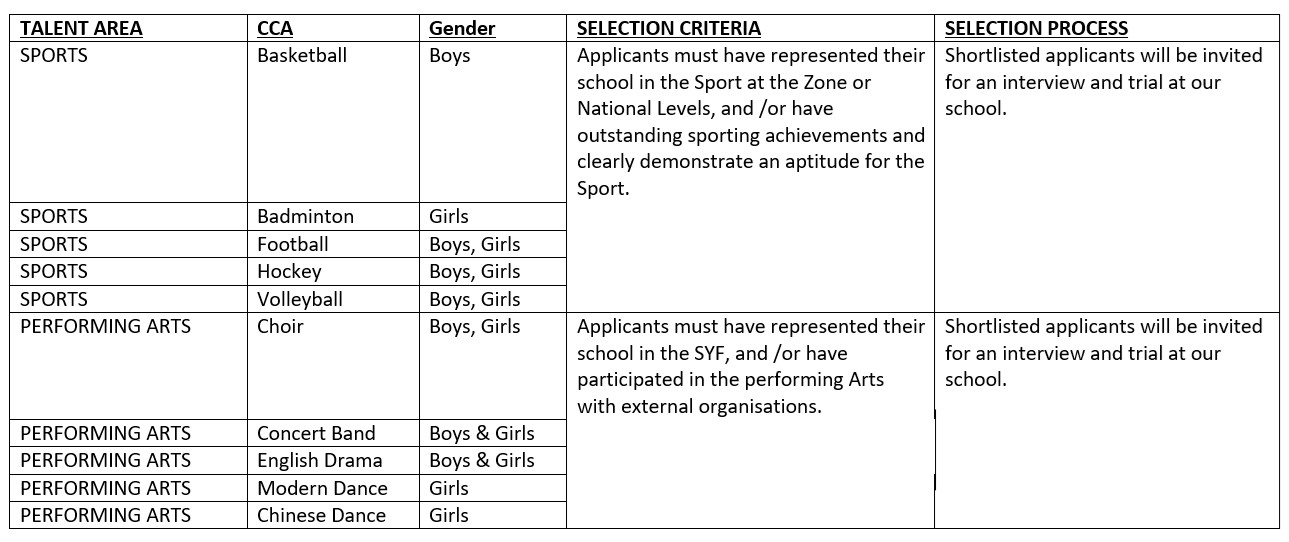 TALENT AREA CCA Gender SELECTION CRITERIA SELECTION PROCESS
SPORTS Basketball Boys Applicants must have represented their Shortlisted applicants will be invited
school in the Sport at the Zone or for an interview and trial at our
National Levels, and /or have school.
outstanding sporting achievements and
clearly demonstrate an aptitude for the
Sport.
SPORTS Badminton Girls
SPORTS Football Boys, Girls
SPORTS Hockey Boys, Girls
SPORTS Volleyball Boys, Girls
PERFORMING ARTS Choir Boys, Girls Applicants must have represented their Shortlisted applicants will be invited
school in the SYF, and /or have for an interview and trial at our
participated in the performing Arts school.
with external organisations.
PERFORMING ARTS Concert Band Boys & Girls
PERFORMING ARTS English Drama Boys & Girls
PERFORMING ARTS Modern Dance Girls
PERFORMING ARTS Chinese Dance Girls